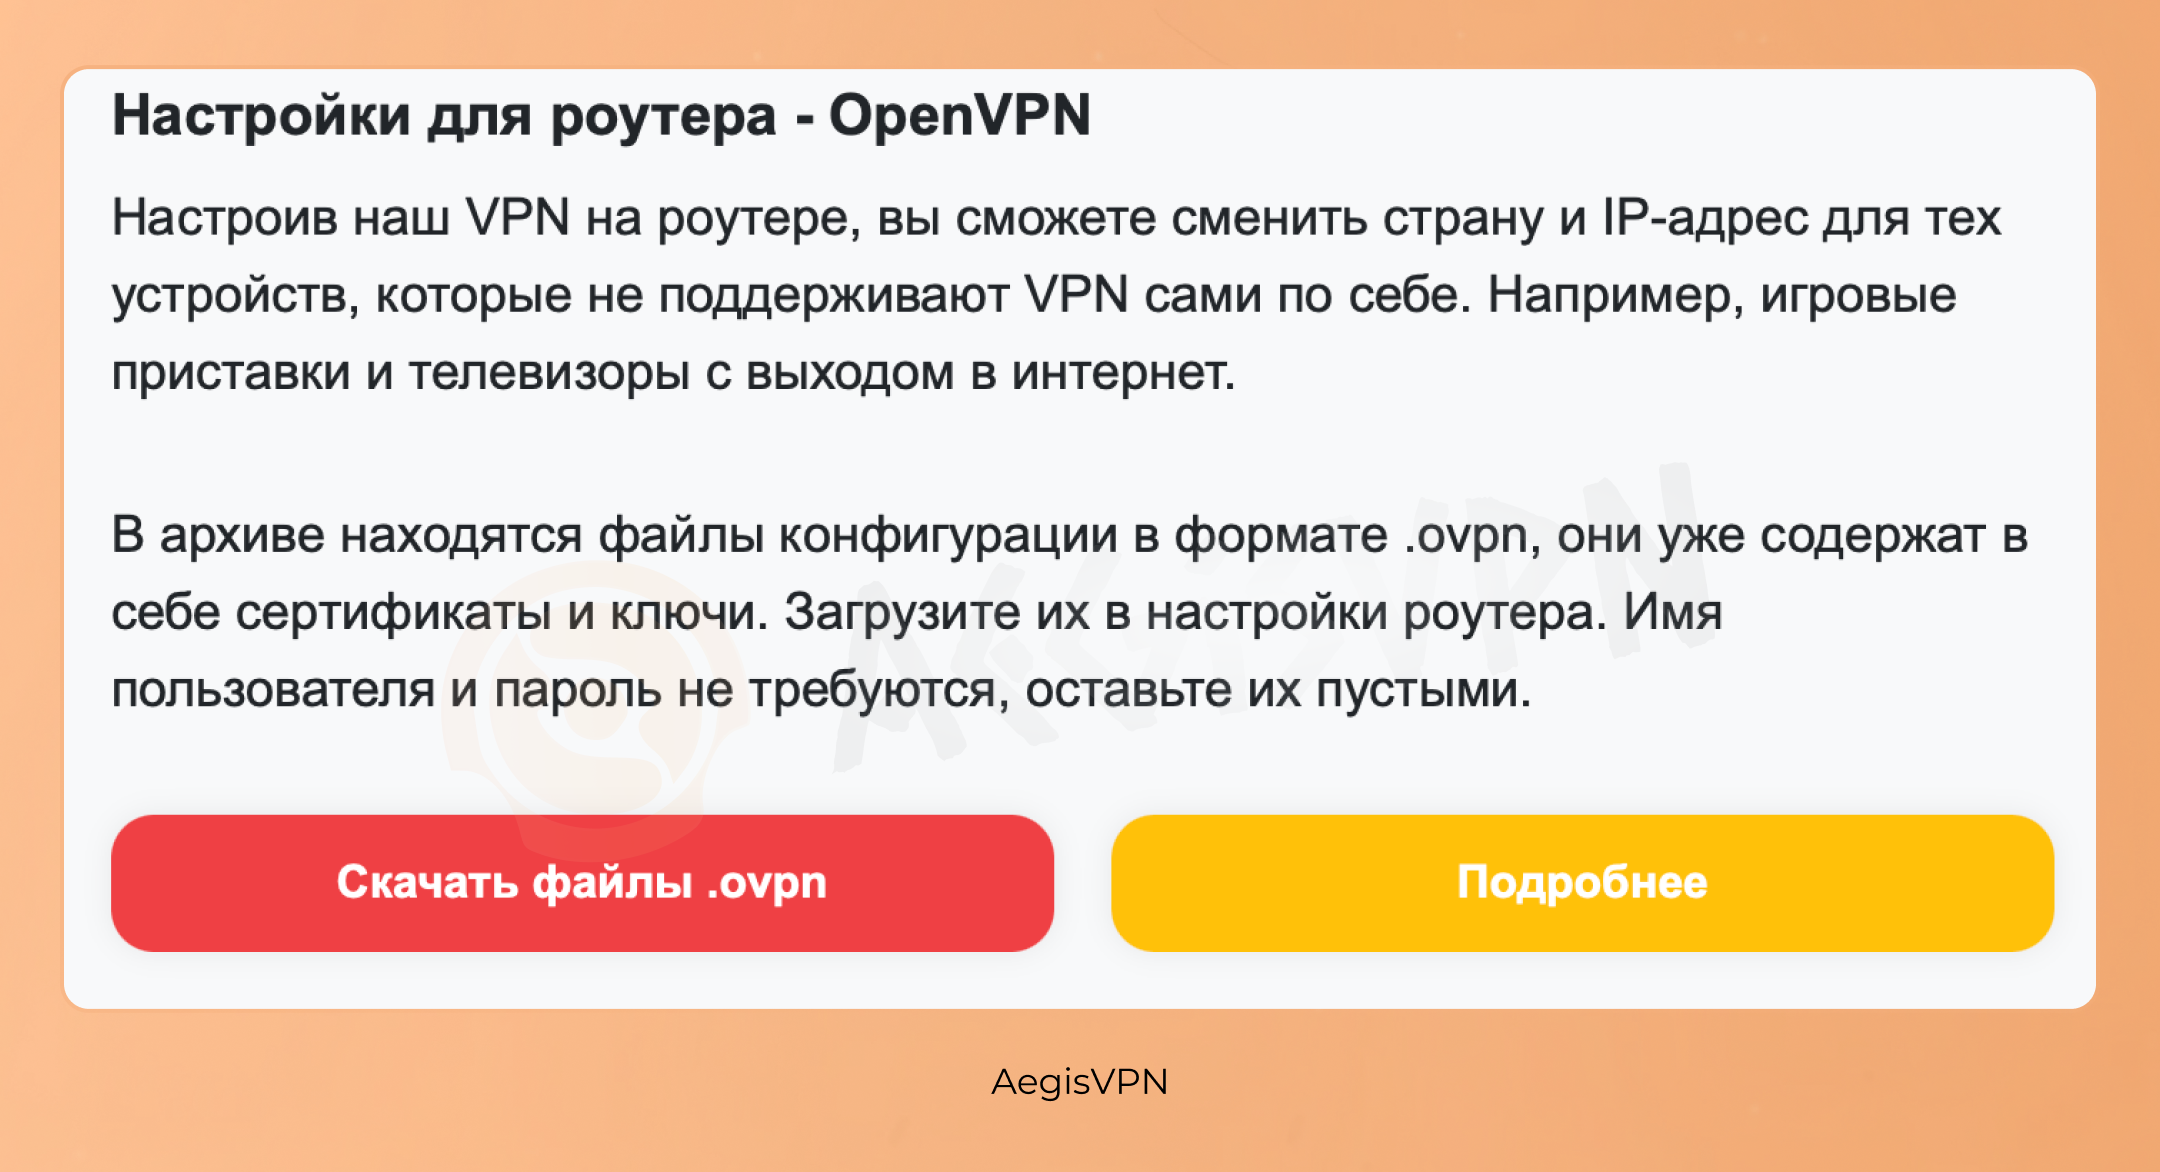 Настройки для роутера - OpenVPN
Настроив наш VPN на роутере, вы сможете сменить страну и IP-адрес для тех
устройств, которые не поддерживают VPN сами по себе. Например, игровые
приставки и телевизоры с выходом в интернет.
В архиве находятся файлы конфигурации в формате .ovpn, они уже содержат в
себе сертификаты и ключи. Загрузите их в настройки роутера. Имя
пользователя и пароль не требуются, оставьте их пустыми.
AEGISVPN
Скачать файлы .ovpn
Подробнее
AegisVPN